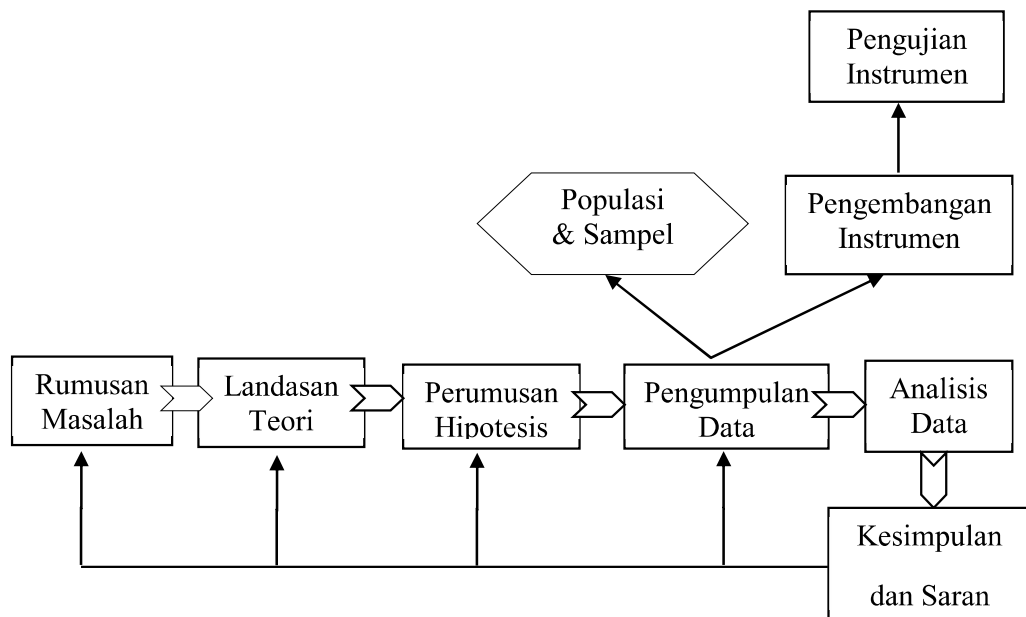 Pengujian
Instrumen
Populasi
& Sampel
Pengembangan
Instrumen
Rumusan
Masalah
Landasan
Teori
Perumusan
Hipotesis
Pengumpulan
Data
Analisis
Data
Kesimpulan
dan Saran